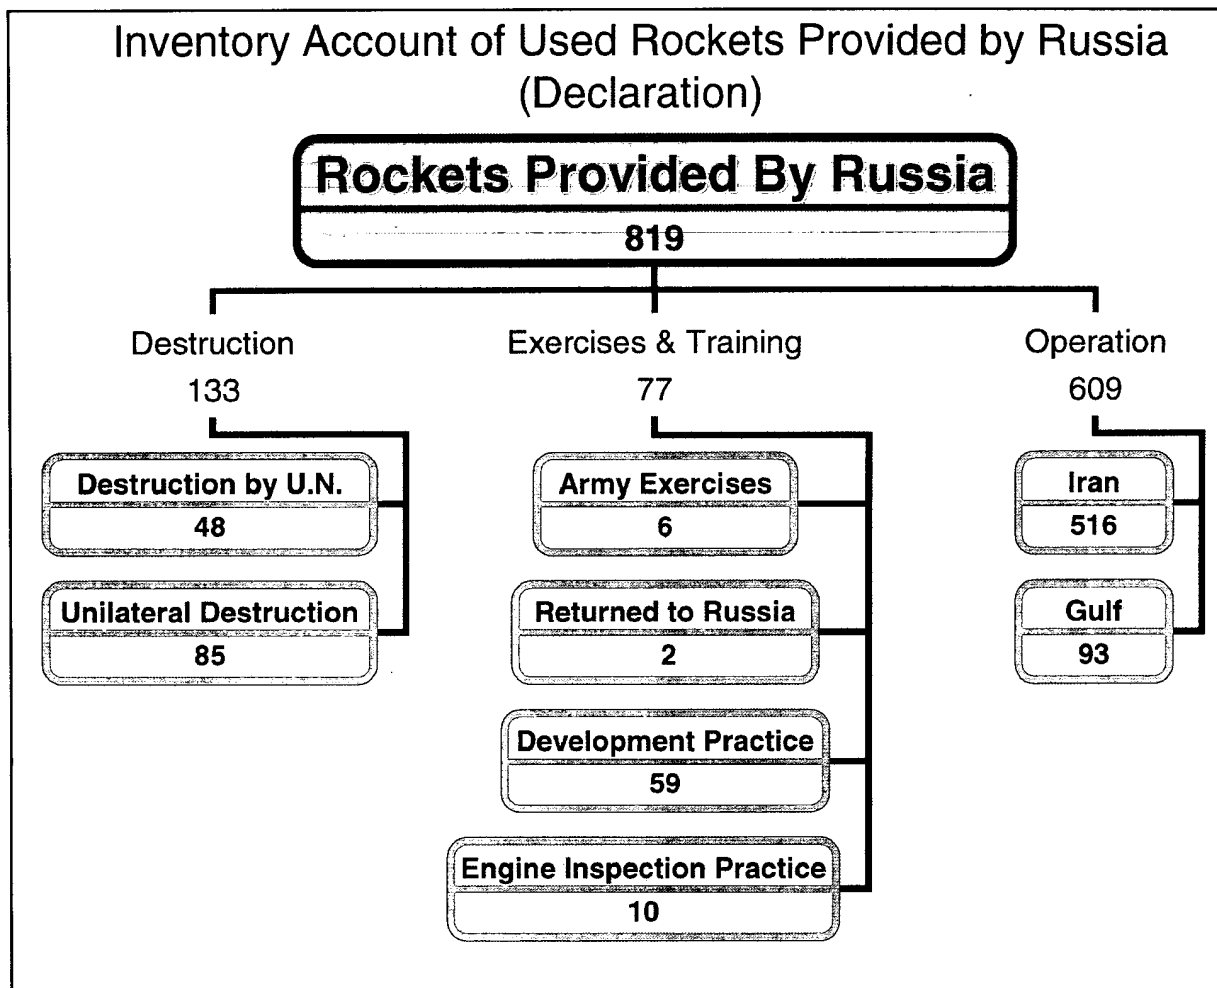 Inventory Account of Used Rockets Provided by Russia
(Declaration)
Rockets Provided By Russia
819
Destruction
133
Destruction by U.N.
48
Unilateral Destruction
85
Exercises & Training
77
Army Exercises
6
Returned to Russia
2
Development Practice
59
Engine Inspection Practice
10
Operation
609
Iran
516
Gulf
93